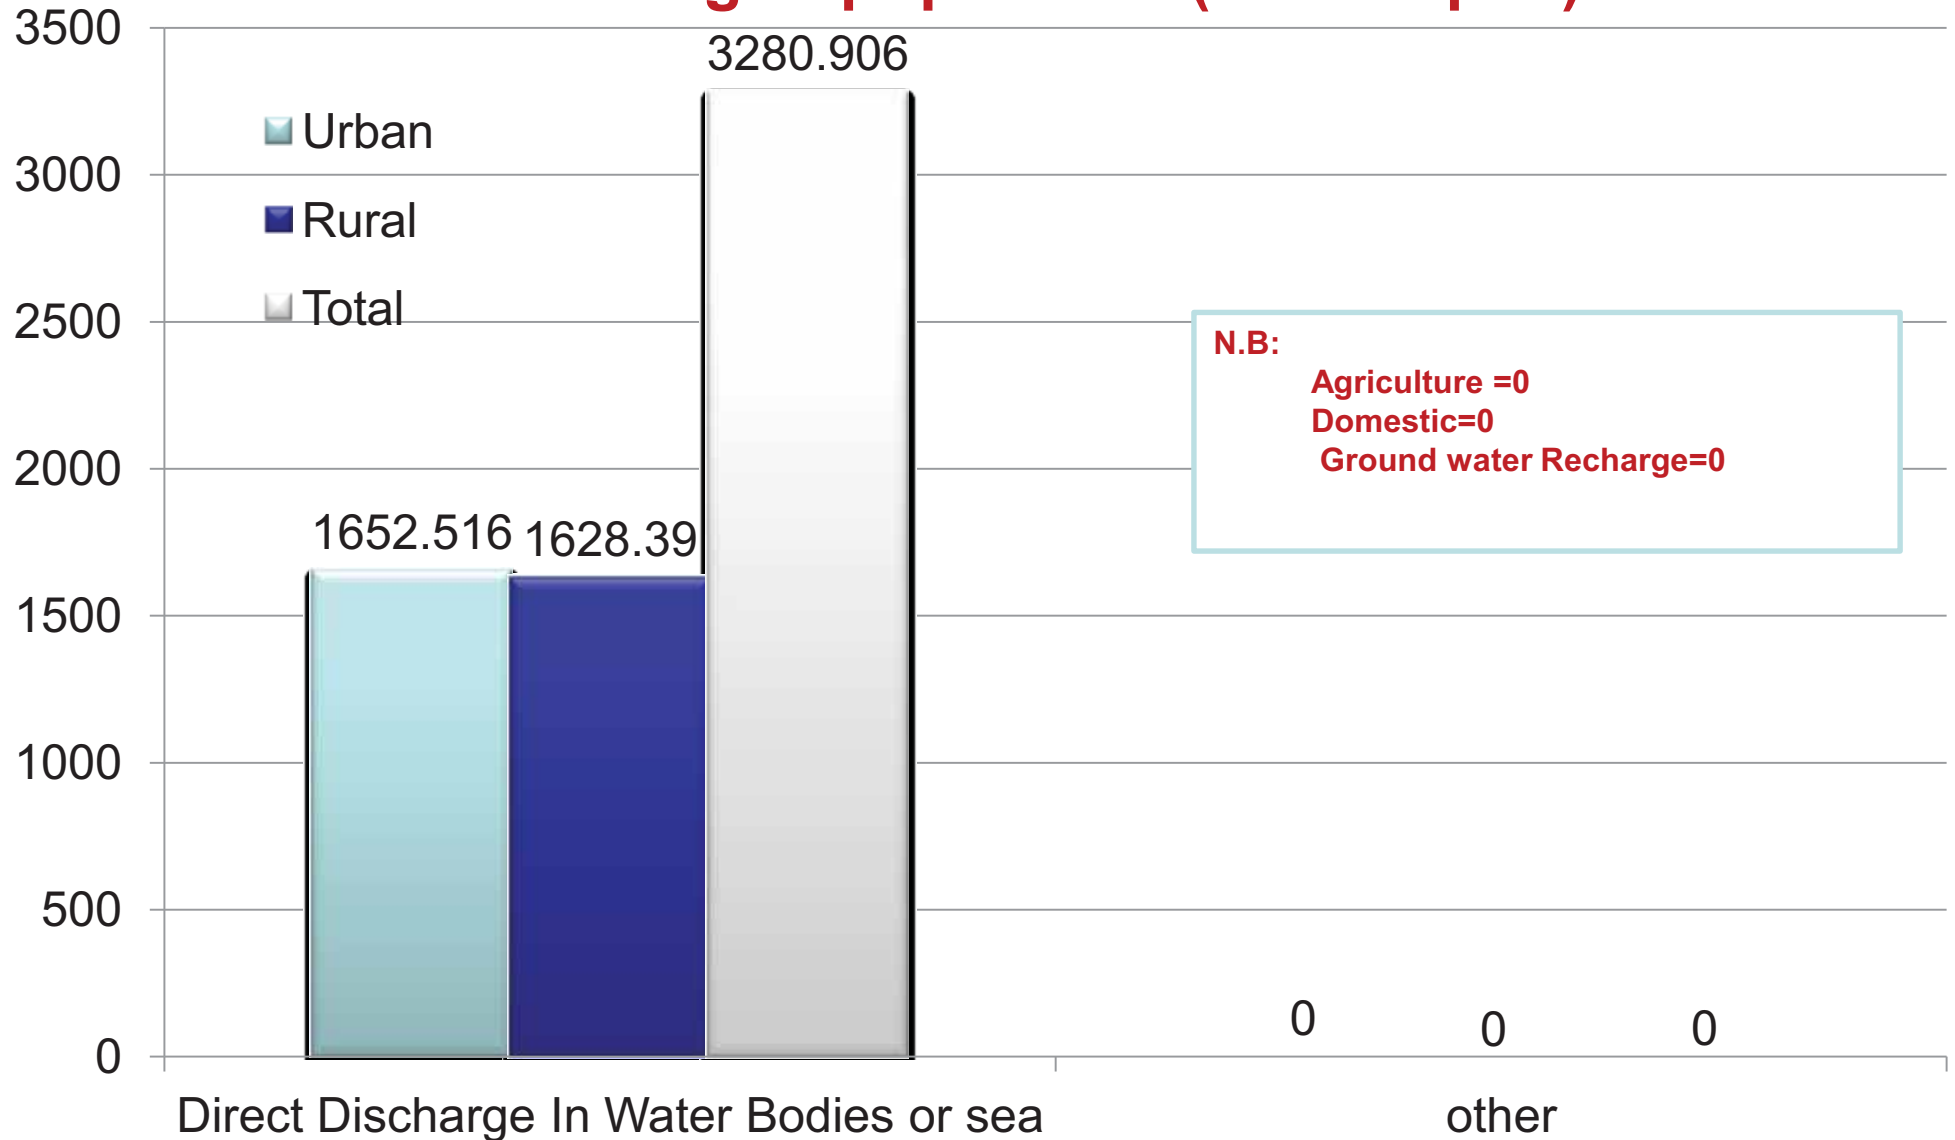 3500
3000
2500
2000
1500
1000
500
0
3280.906
Urban
Rural
Total
1652.516 1628.39
N.B:
Agriculture =0
Domestic=0
Ground water Recharge=0
0 0 0
Direct Discharge In Water Bodies or sea other